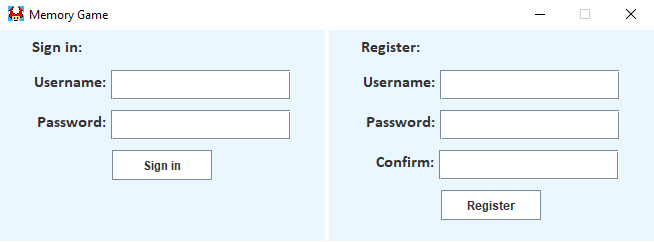 Memory Game
Sign in:
Username:
Password:
Sign in
Register:
Username:
Password:
Confirm:
Register